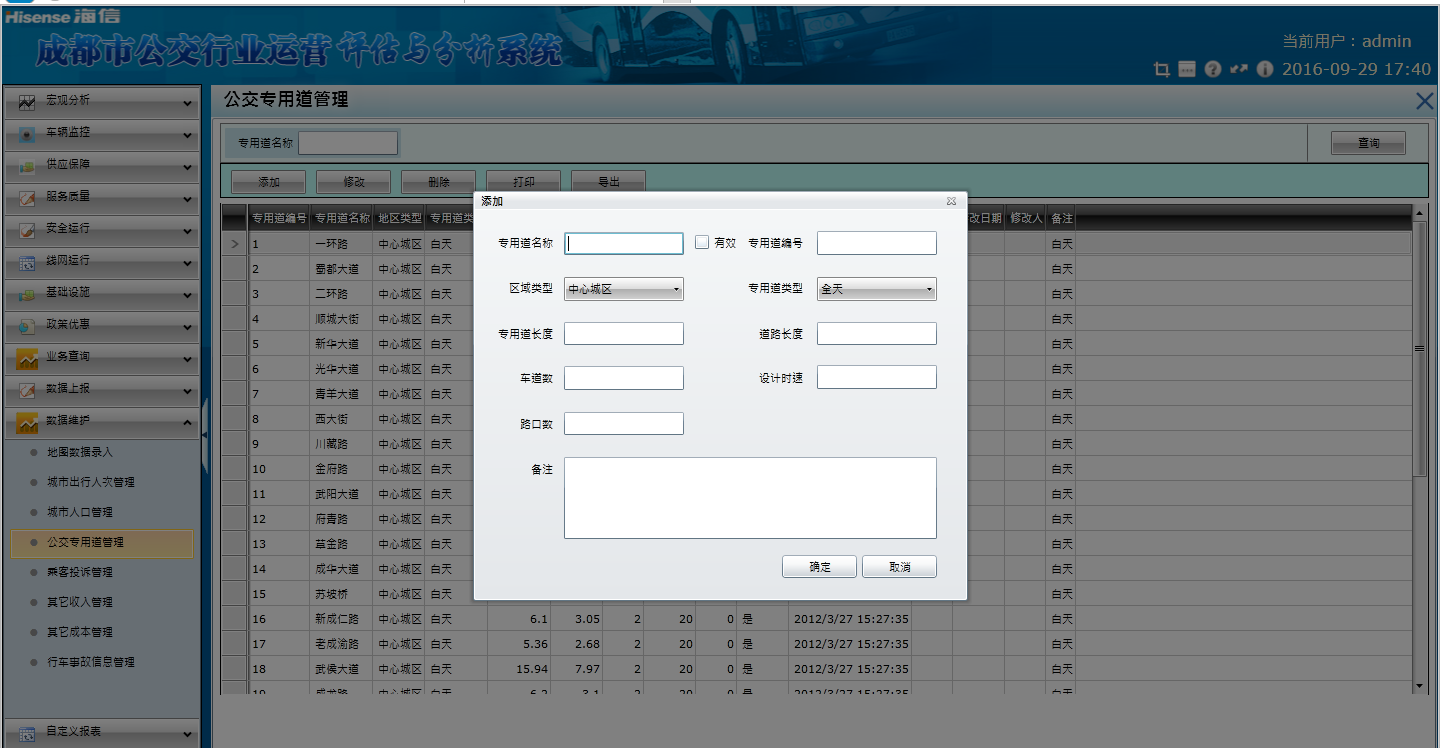 Hisense 海信
成都市公交行业运营评估与分析系统
当前用户：admin
2016-09-29 17:40
宏观分析
车辆监控
供应保障
服务质量
安全运行
线网运行
基础设施
政策优惠
业务查询
数据上报
数据维护
地图数据录入
城市出行人次管理
城市人口管理
公交专用道管理
乘客投诉管理
其它收入管理
其它成本管理
行车事故信息管理
自定义报表
公交专用道管理
专用道名称 查询
添加 修改 删除 打印 导出
专用道编号 专用道名称 地区类型 专用道类 改日期 修改人 备注
1 一环路 中心城区 白天 白天
2 蜀都大道 中心城区 白天 白天
3 二环路 中心城区 白天 白天
4 顺城大街 中心城区 白天 白天
5 新华大道 中心城区 白天 白天
6 光华大道 中心城区 白天 白天
7 青羊大道 中心城区 白天 白天
8 西大街 中心城区 白天 白天
9 川藏路 中心城区 白天 白天
10 金府路 中心城区 白天 白天
11 武阳大道 中心城区 白天 白天
12 府青路 中心城区 白天 白天
13 草金路 中心城区 白天 白天
14 成华大道 中心城区 白天 白天
15 苏坡桥 中心城区 白天 白天
16 新成仁路 中心城区 白天 6.1 3.05 2 20 0 是 2012/3/27 15:27:35 白天
17 老成渝路 中心城区 白天 5.36 2.68 2 20 0 是 2012/3/27 15:27:35 白天
18 武侯大道 中心城区 白天 15.94 7.97 2 20 0 是 2012/3/27 15:27:35 白天
19 成龙路 中心城区 白天 6.2 3.1 2 20 0 是 2012/3/27 15:27:35 白天
添加
专用道名称 有效 专用道编号
区域类型 中心城区 专用道类型 全天
专用道长度 道路长度
车道数 设计时速
路口数
备注
确定 取消